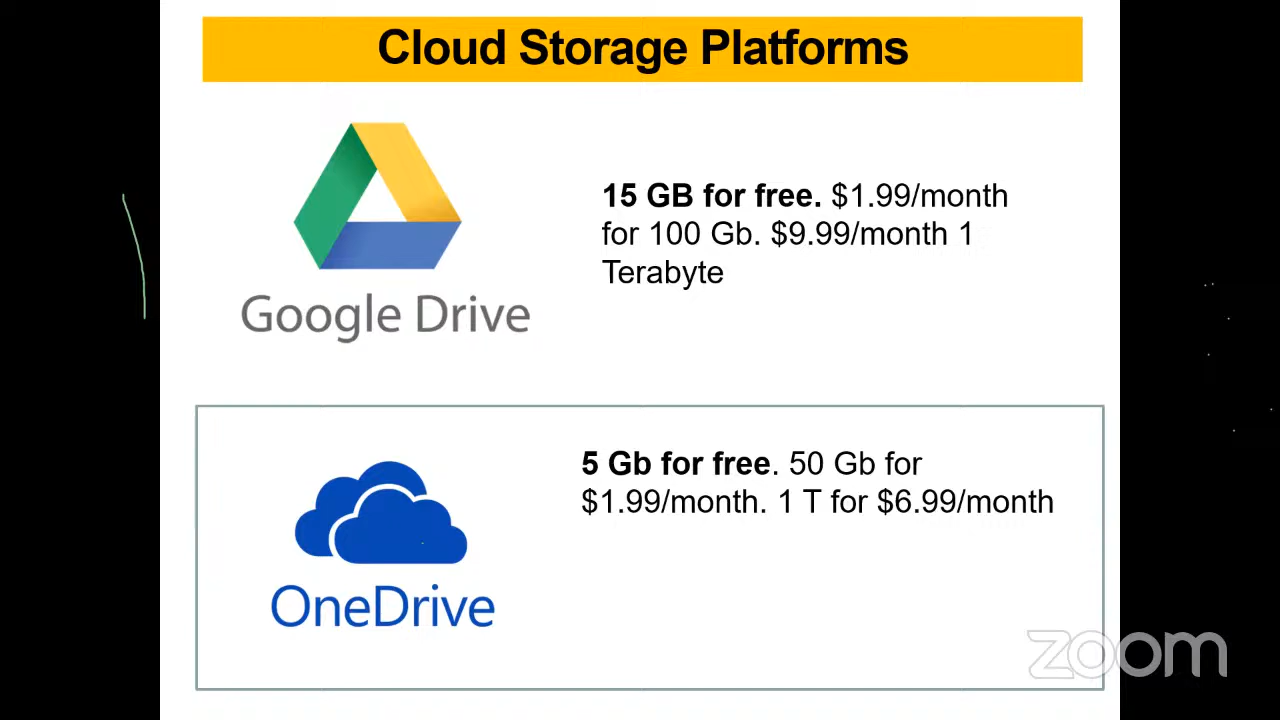 Cloud Storage Platforms
15 GB for free. $1.99/month
for 100 Gb. $9.99/month 1
Terabyte
Google Drive
5 Gb for free. 50 Gb for
$1.99/month. 1 T for $6.99/month
OneDrive
zoom